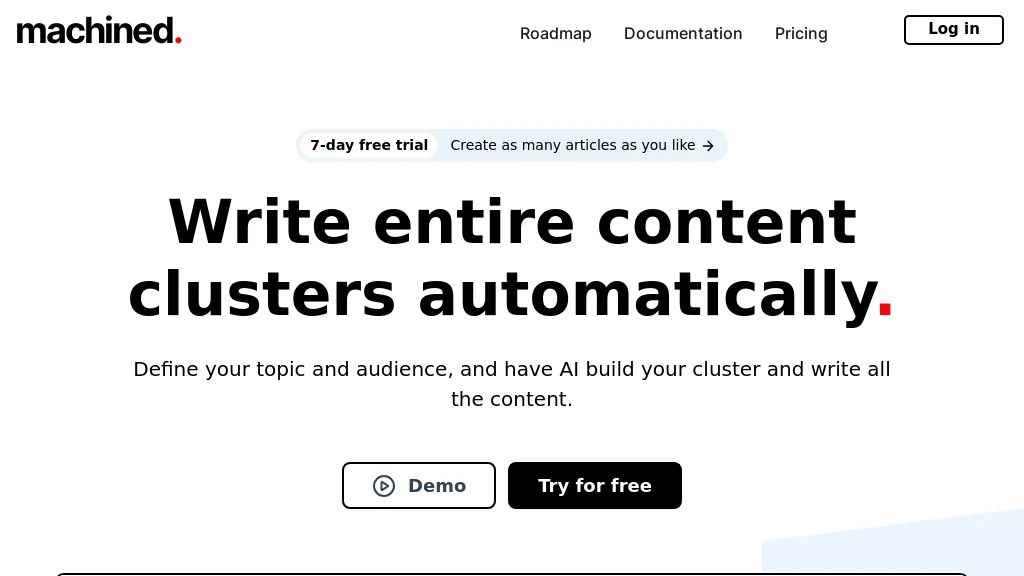 machined.
Roadmap
Documentation
Pricing
Log in
7-day free trial
Create as many articles as you like →
Write entire content
clusters automatically.
Define your topic and audience, and have AI build your cluster and write all
the content.
Demo
Try for free